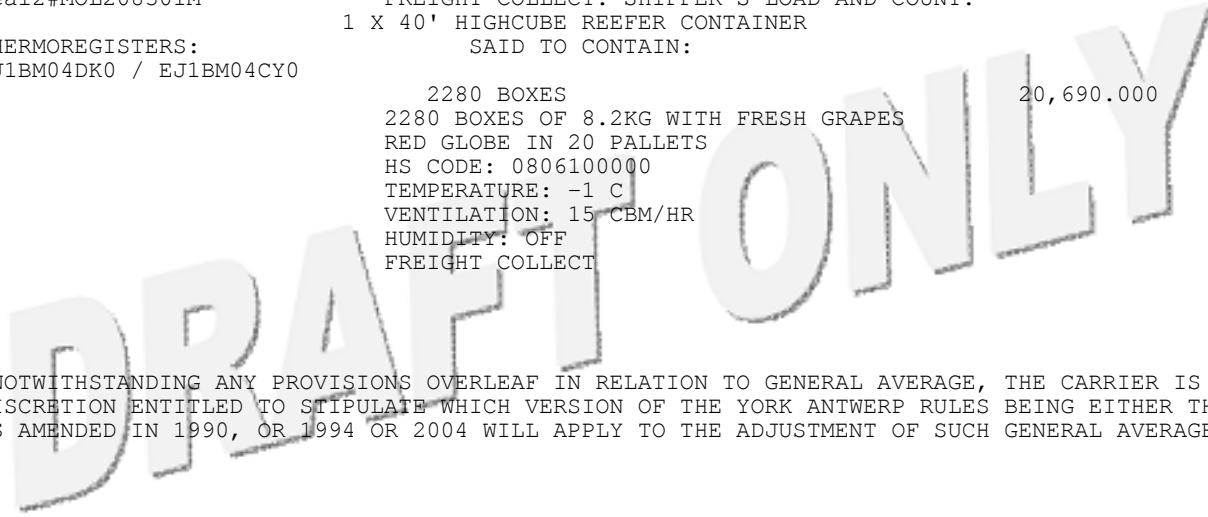 FREIGHT COLLECT. SHIPPER'S LOAD AND COUNT.
1 X 40' HIGHCUBE REEFER CONTAINER
HERMOREGISTERS: SAID TO CONTAIN:
J1BM04DK0 / EJ1BM04CY0
2280 BOXES 20,690.000
2280 BOXES OF 8.2KG WITH FRESH GRAPES
RED GLOBE IN 20 PALLETS
HS CODE: 0806100000
TEMPERATURE: -1 C
VENTILATION: 15 CBM/HR
HUMIDITY: OFF
FREIGHT COLLECT
DRAFT ONLY
NOTWITHSTANDING ANY PROVISIONS OVERLEAF IN RELATION TO GENERAL AVERAGE, THE CARRIER IS
ISCRETION ENTITLED TO STIPULATE WHICH VERSION OF THE YORK ANTWERP RULES BEING EITHER TH
S AMENDED IN 1990, OR 1994 OR 2004 WILL APPLY TO THE ADJUSTMENT OF SUCH GENERAL AVERAGE